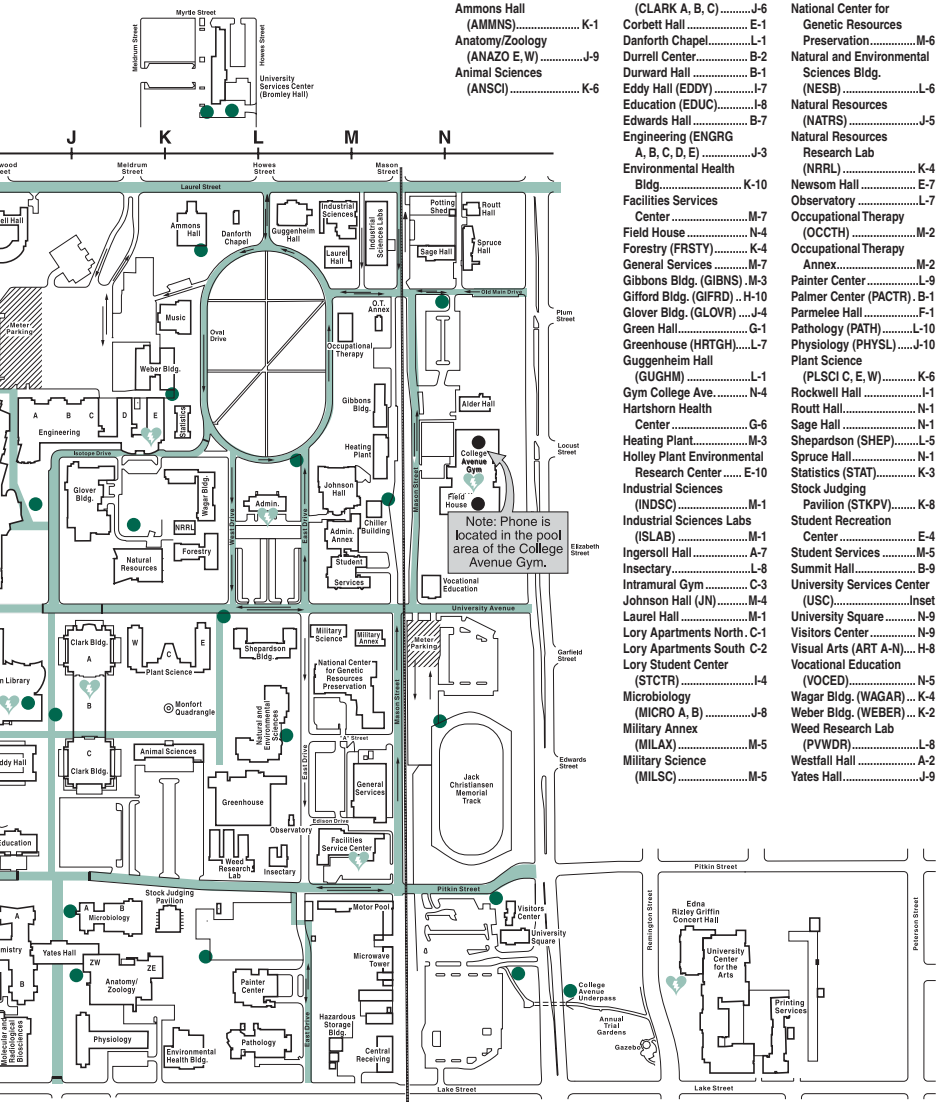 Myrtle Street
Meldrum Street
Howes Street
University
Services Center
(Bromley Hall)
Ammons Hall
(AMMNS) K-1
Anatomy/Zoology
(ANAZO E, W) J-9
Animal Sciences
(ANSCI) K-6
(CLARK A, B, C) J-6
Corbett Hall E-1
Danforth Chapel L-1
Durrell Center B-2
Durward Hall B-1
Eddy Hall (EDDY) I-7
Education (EDUC) I-8
Edwards Hall B-7
Engineering (ENGRG
A, B, C, D, E) J-3
Environmental Health
Bldg. K-10
Facilities Services
Center M-7
Field House N-4
Forestry (FRSTY) K-4
General Services M-7
Gibbons Bldg. (GIBNS) M-3
Gifford Bldg. (GIFRD) H-10
Glover Bldg. (GLOVR) J-4
Green Hall G-1
Greenhouse (HRTGH) L-7
Guggenheim Hall
(GUGHM) L-1
Gym College Ave. N-4
Hartshorn Health
Center G-6
Heating Plant M-3
Holley Plant Environmental
Research Center E-10
Industrial Sciences
(INDSC) M-1
Industrial Sciences Labs
(ISLAB) M-1
Ingersoll Hall A-7
Insectary L-8
Intramural Gym C-3
Johnson Hall (JN) M-4
Laurel Hall M-1
Lory Apartments North C-1
Lory Apartments South C-2
Lory Student Center
(STCTR) I-4
Microbiology
(MICRO A, B) J-8
Military Annex
(MILAX) M-5
Military Science
(MILSC) M-5
National Center for
Genetic Resources
Preservation M-6
Natural and Environmental
Sciences Bldg.
(NESB) L-6
Natural Resources
(NATRS) J-5
Natural Resources
Research Lab
(NRRL) K-4
Newsom Hall E-7
Observatory L-7
Occupational Therapy
(OCCTH) M-2
Occupational Therapy
Annex M-2
Painter Center L-9
Palmer Center (PACTR) B-1
Parmelee Hall F-1
Pathology (PATH) L-10
Physiology (PHYSL) J-10
Plant Science
(PLSCI C, E, W) K-6
Rockwell Hall I-1
Routt Hall N-1
Sage Hall N-1
Shepardson (SHEP) L-5
Spruce Hall N-1
Statistics (STAT) K-3
Stock Judging
Pavilion (STKPV) K-8
Student Recreation
Center E-4
Student Services M-5
Summit Hall B-9
University Services Center
(USC) Inset
University Square N-9
Visitors Center N-9
Visual Arts (ART A-N) H-8
Vocational Education
(VOCED) N-5
Wagar Bldg. (WAGAR) K-4
Weber Bldg. (WEBER) K-2
Weed Research Lab
(PVWDR) L-8
Westfall Hall A-2
Yates Hall J-9
J K L M N
wood
eet
Meldrum
Street
Howes
Street
Mason
Street
Laurel Street
ell Hall
Ammons
Hall
Danforth
Chapel
Guggenheim
Hall
Industrial
Sciences
Laurel
Hall
Industrial
Sciences Labs
Potting
Shed
Routt
Hall
Sage Hall
Spruce
Hall
Old Main Drive
Plum
Street
Meter
Parking
Music
Oval
Drive
O.T.
Annex
Occupational
Therapy
Weber Bldg.
Gibbons
Bldg.
Alder Hall
A B C D E
Engineering
Statistics
Heating
Plant
Locust
Street
Isotope Drive
College
Avenue
Gym
Field
House
Glover
Bldg.
Wagar Bldg.
NRRL
Forestry
Natural
Resources
Admin.
West Drive
East Drive
Johnson
Hall
Chiller
Building
Admin.
Annex
Student
Services
Mason Street
Note: Phone is
located in the pool
area of the College
Avenue Gym.
Elizabeth
Street
Vocational
Education
University Avenue
Clark Bldg.
A
B
C
Clark Bldg.
W C E
Plant Science
Shepardson
Bldg.
Military
Science
Military
Annex
Meter
Parking
Garfield
Street
n Library
Monfort
Quadrangle
National Center
for Genetic
Resources
Preservation
Natural and
Environmental
Sciences
Mason Street
"A" Street
ddy Hall
Animal Sciences
East Drive
General
Services
Edwards
Street
Jack
Christiansen
Memorial
Track
Greenhouse
Observatory
Edison Drive
Education
Weed
Research
Lab
Insectary
Facilities
Service Center
Pitkin Street
Pitkin Street
Stock Judging
Pavilion
A B
Microbiology
Motor Pool
Visitors
Center
University
Square
A
mistry
B
Yates Hall
ZW
ZE
Anatomy/
Zoology
Painter
Center
Microwave
Tower
College
Avenue
Underpass
Remington Street
Edna
Rizley Griffin
Concert Hall
University
Center
for the
Arts
Peterson Street
Printing
Services
Annual
Trial
Gardens
Gazebo
Molecular and
Radiological
Biosciences
Physiology
Environmental
Health Bldg.
Pathology
East Drive
Hazardous
Storage
Bldg.
Central
Receiving
Lake Street
Lake Street